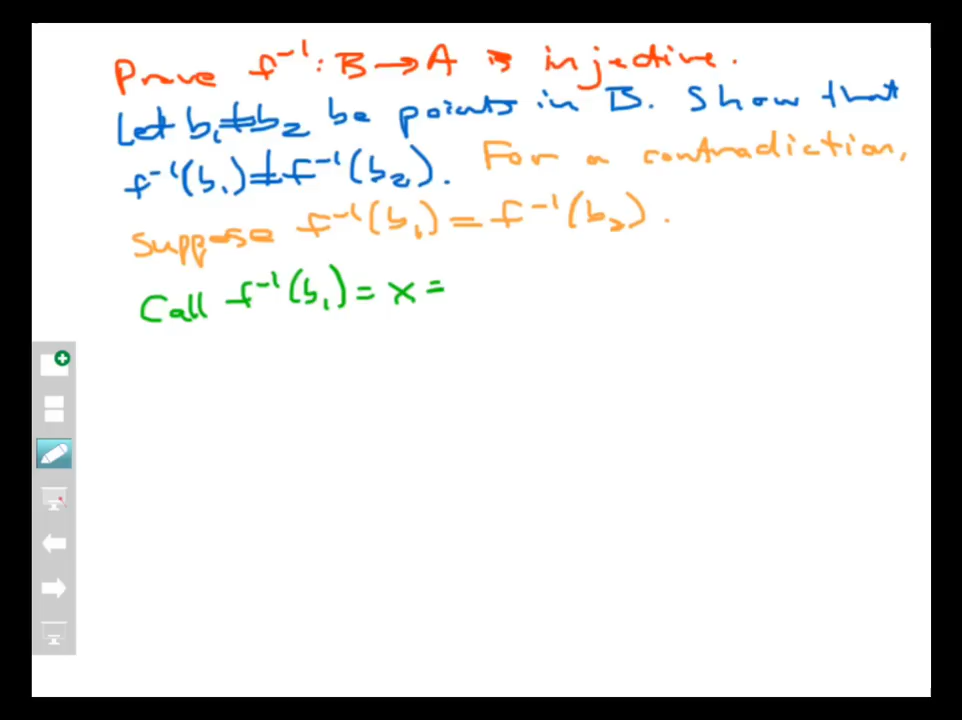 Prove f⁻¹: B → A is injective.
Let b₁ ≠ b₂ be points in B. Show that
f⁻¹(b₁) ≠ f⁻¹(b₂). For a contradiction,
suppose f⁻¹(b₁) = f⁻¹(b₂).
Call f⁻¹(b₁) = x =